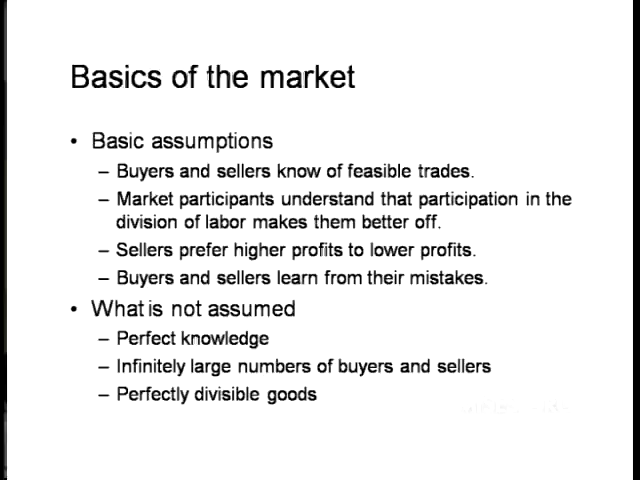 Basics of the market
• Basic assumptions
– Buyers and sellers know of feasible trades.
– Market participants understand that participation in the
division of labor makes them better off.
– Sellers prefer higher profits to lower profits.
– Buyers and sellers learn from their mistakes.
• What is not assumed
– Perfect knowledge
– Infinitely large numbers of buyers and sellers
– Perfectly divisible goods